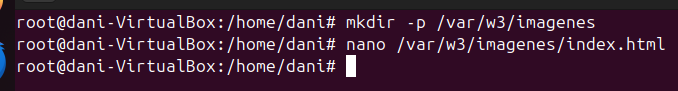 root@dani-VirtualBox:/home/dani# mkdir -p /var/w3/imagenes
root@dani-VirtualBox:/home/dani# nano /var/w3/imagenes/index.html
root@dani-VirtualBox:/home/dani#